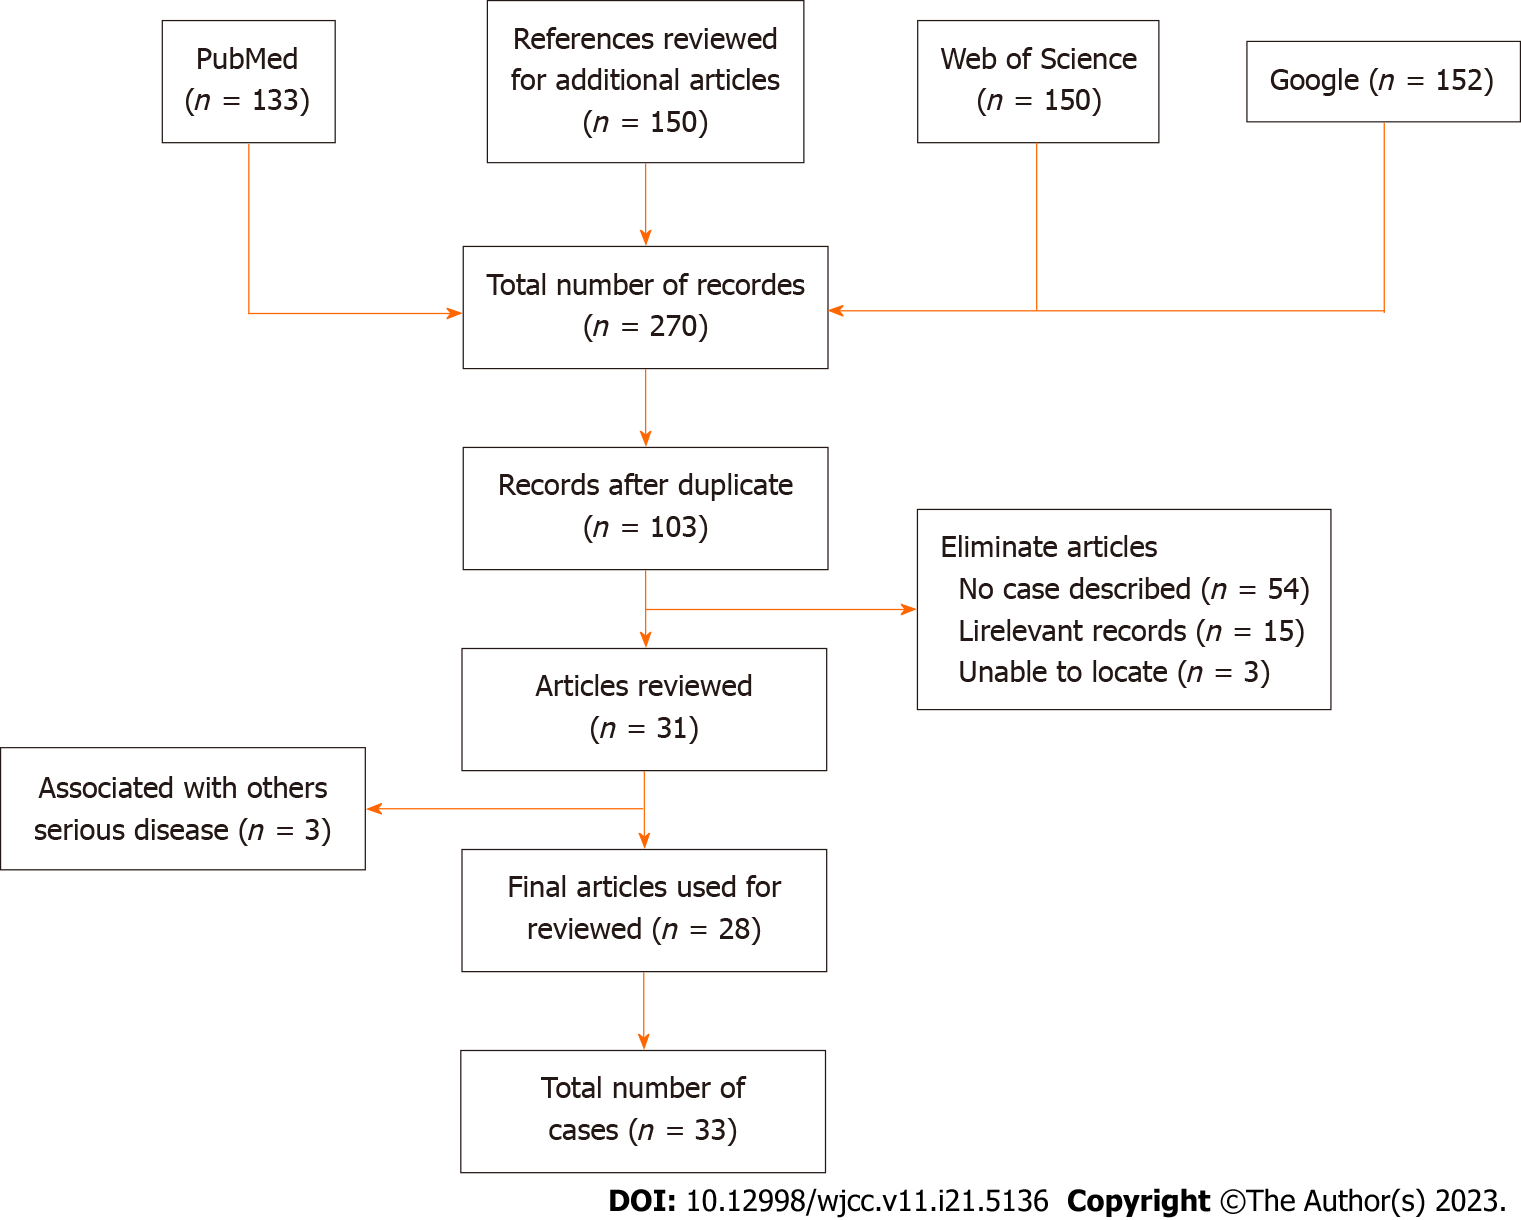 PubMed
(n = 133)
References reviewed
for additional articles
(n = 150)
Web of Science
(n = 150)
Google (n = 152)
Total number of recordes
(n = 270)
Records after duplicate
(n = 103)
Eliminate articles
No case described (n = 54)
Lirelevant records (n = 15)
Unable to locate (n = 3)
Articles reviewed
(n = 31)
Associated with others
serious disease (n = 3)
Final articles used for
reviewed (n = 28)
Total number of
cases (n = 33)
DOI: 10.12998/wjcc.v11.i21.5136 Copyright ©The Author(s) 2023.